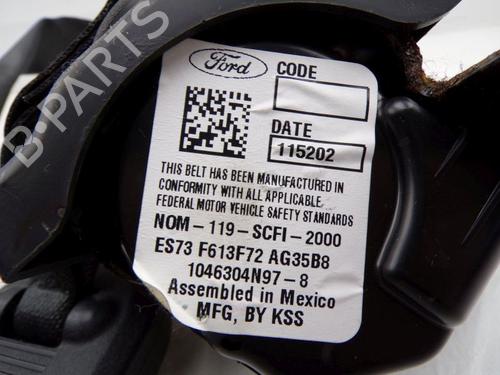 Ford
CODE
DATE
115202
THIS BELT HAS BEEN MANUFACTURED IN
CONFORMITY WITH ALL APPLICABLE
FEDERAL MOTOR VEHICLE SAFETY STANDARDS
NOM-119-SCFI-2000
ES73 F613F72 AG35B8
1046304N97-8
Assembled in Mexico
MFG, BY KSS
B-PARTS